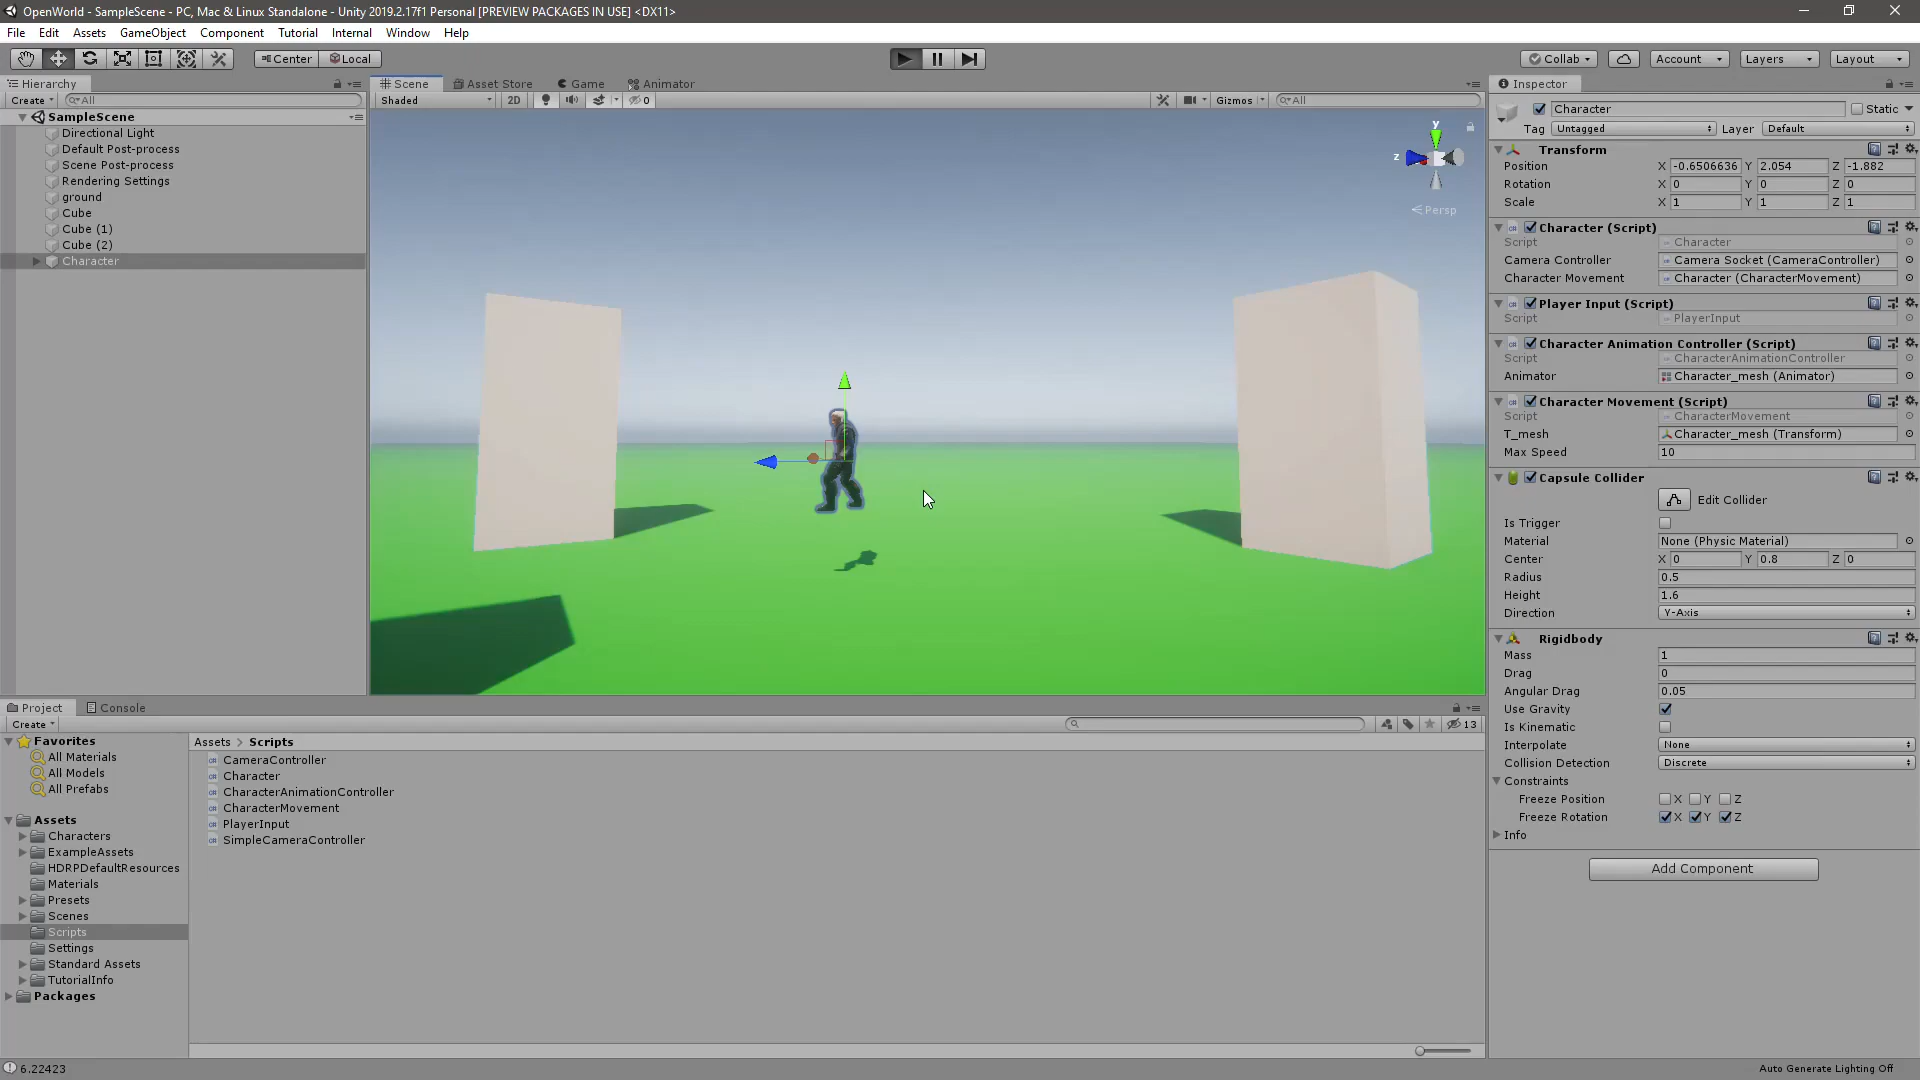 OpenWorld - SampleScene - PC, Mac & Linux Standalone - Unity 2019.2.17f1 Personal [PREVIEW PACKAGES IN USE] <DX11>
File Edit Assets GameObject Component Tutorial Internal Window Help
Center Local Collab Account Layers Layout
Hierarchy
Create All
SampleScene
Directional Light
Default Post-process
Scene Post-process
Rendering Settings
ground
Cube
Cube (1)
Cube (2)
Character
Scene Asset Store Game Animator
Shaded 2D 0 Gizmos All
y
z
Persp
Inspector
Character Static
Tag Untagged Layer Default
Transform
Position X -0.6506636 Y 2.054 Z -1.882
Rotation X 0 Y 0 Z 0
Scale X 1 Y 1 Z 1
Character (Script)
Script Character
Camera Controller Camera Socket (CameraController)
Character Movement Character (CharacterMovement)
Player Input (Script)
Script PlayerInput
Character Animation Controller (Script)
Script CharacterAnimationController
Animator Character_mesh (Animator)
Character Movement (Script)
Script CharacterMovement
T_mesh Character_mesh (Transform)
Max Speed 10
Capsule Collider
Edit Collider
Is Trigger
Material None (Physic Material)
Center X 0 Y 0.8 Z 0
Radius 0.5
Height 1.6
Direction Y-Axis
Rigidbody
Mass 1
Drag 0
Angular Drag 0.05
Use Gravity
Is Kinematic
Interpolate None
Collision Detection Discrete
Constraints
Freeze Position X Y Z
Freeze Rotation X Y Z
Info
Add Component
Project Console
Create 13
Favorites
All Materials
All Models
All Prefabs
Assets
Characters
ExampleAssets
HDRPDefaultResources
Materials
Presets
Scenes
Scripts
Settings
Standard Assets
TutorialInfo
Packages
Assets > Scripts
CameraController
Character
CharacterAnimationController
CharacterMovement
PlayerInput
SimpleCameraController
6.22423
Auto Generate Lighting Off